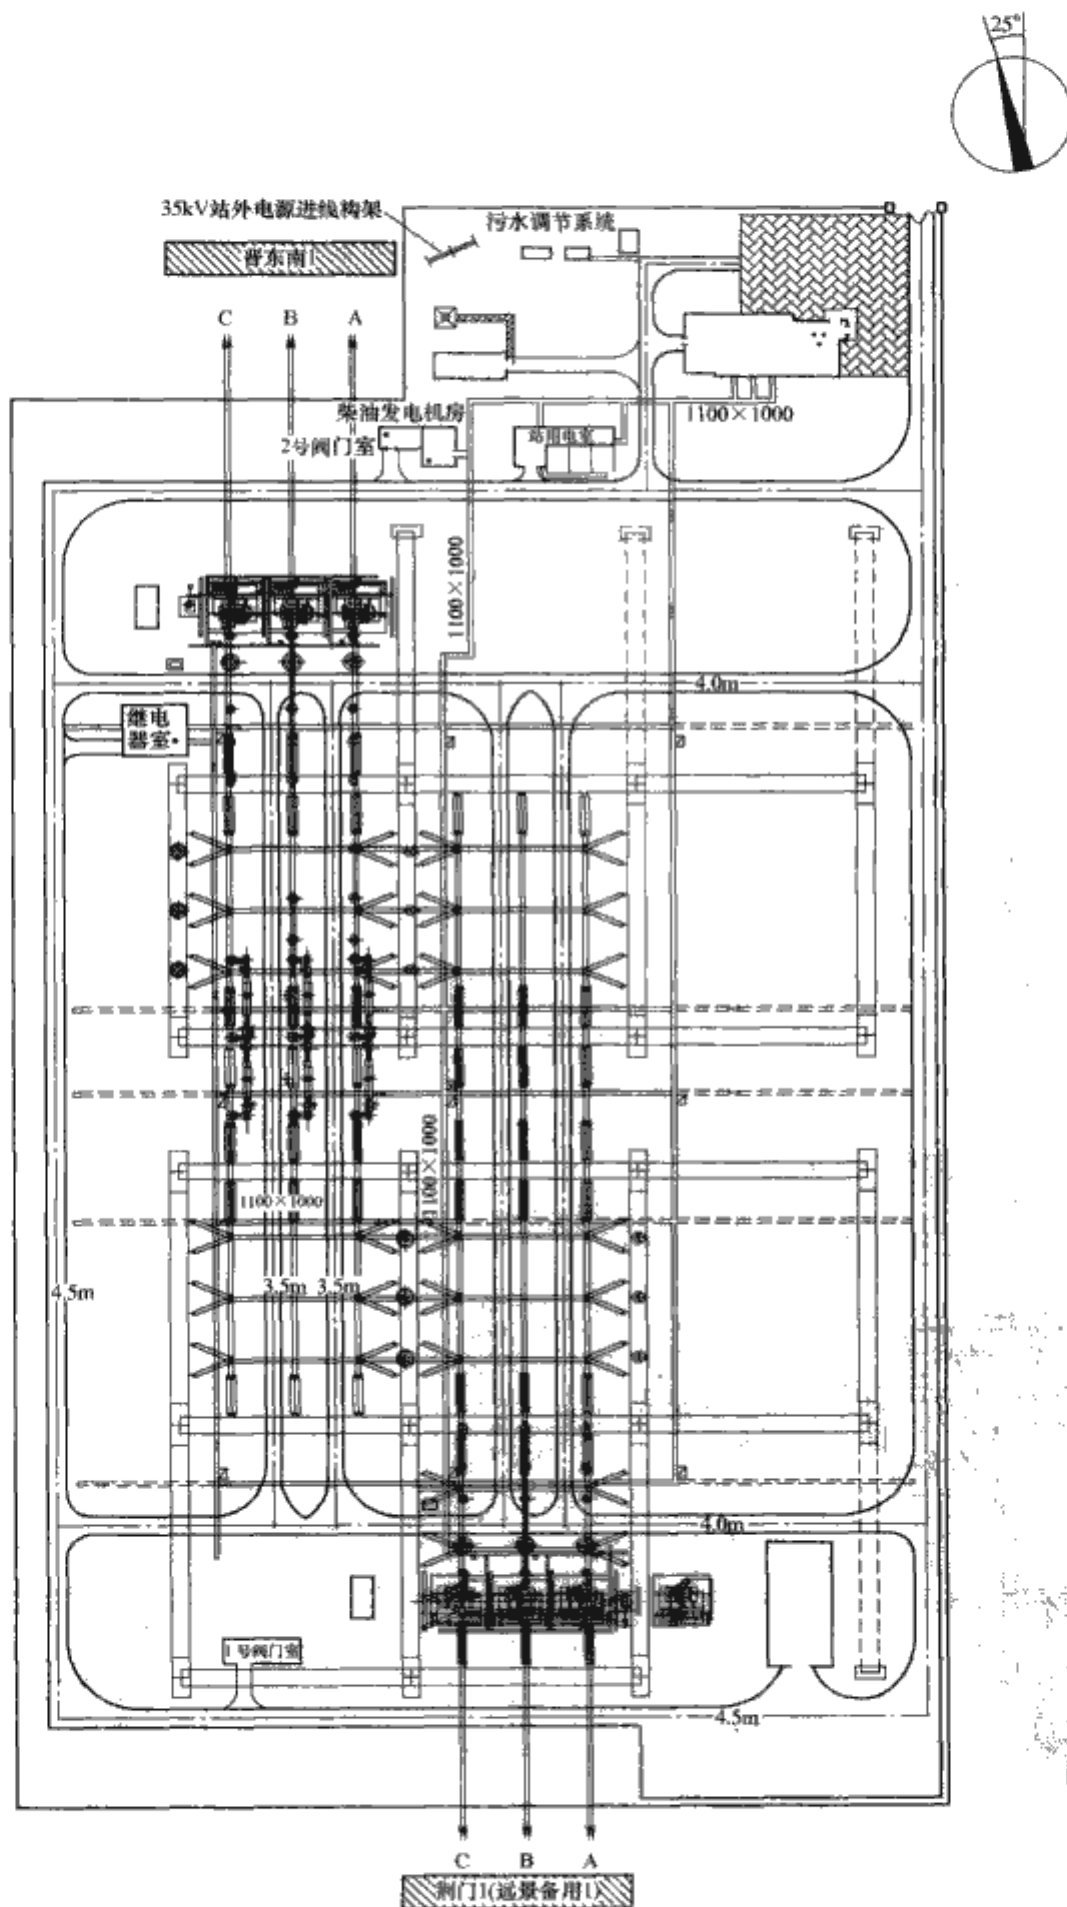 25°
35kV站外电源进线构架
污水调节系统
晋东南1
C B A
1100×1000
柴油发电机房
2号阀门室
站用电室
1100×1000
4.0m
继电
器室
1100×1000
1100×1000
4.5m
3.5m 3.5m
4.0m
1号阀门室
4.5m
C B A
荆门1(远景备用1)